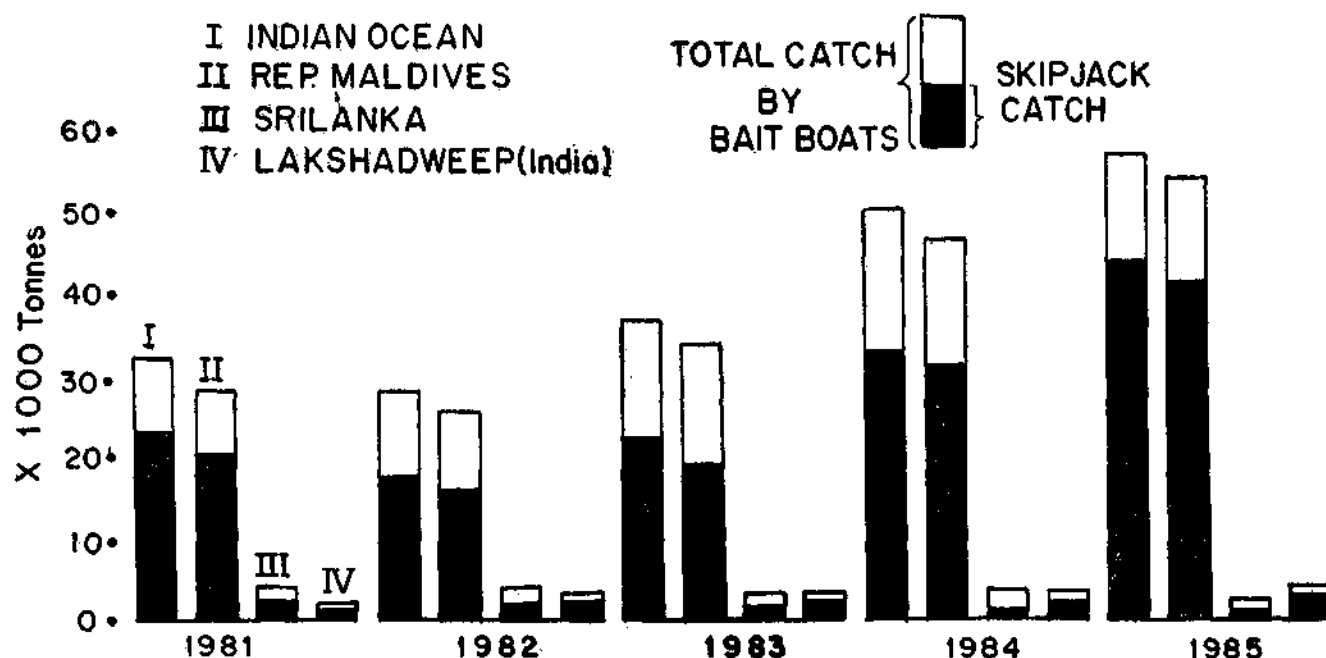 I INDIAN OCEAN
II REP. MALDIVES
III SRILANKA
IV LAKSHADWEEP(India)
TOTAL CATCH
BY
BAIT BOATS
SKIPJACK
CATCH
X 1000 Tonnes
60
50
40
30
20
10
0
I
II
III
IV
1981
1982
1983
1984
1985